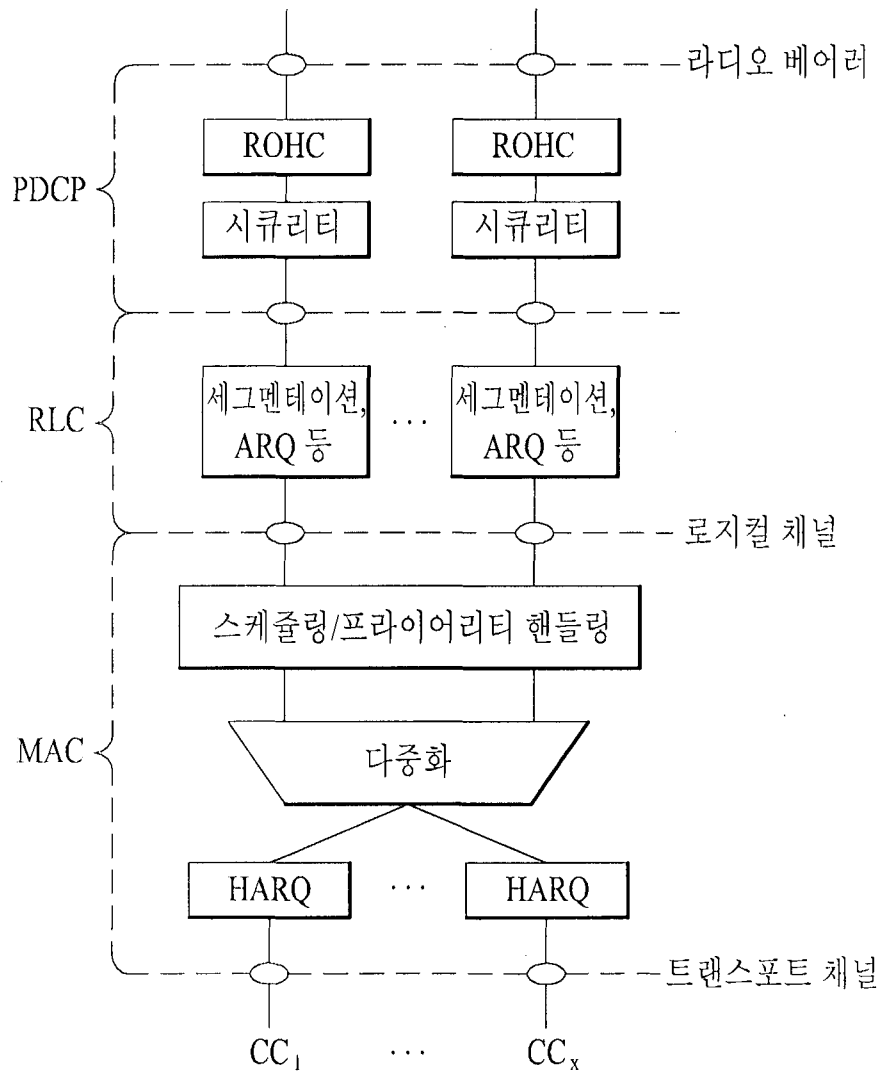 라디오 베어러
ROHC ROHC
PDCP
시큐리티 시큐리티
세그멘테이션, ARQ 등 ... 세그멘테이션, ARQ 등
RLC
로지컬 채널
스케쥴링/프라이어리티 핸들링
MAC
다중화
HARQ ... HARQ
트랜스포트 채널
CC1 ... CCx